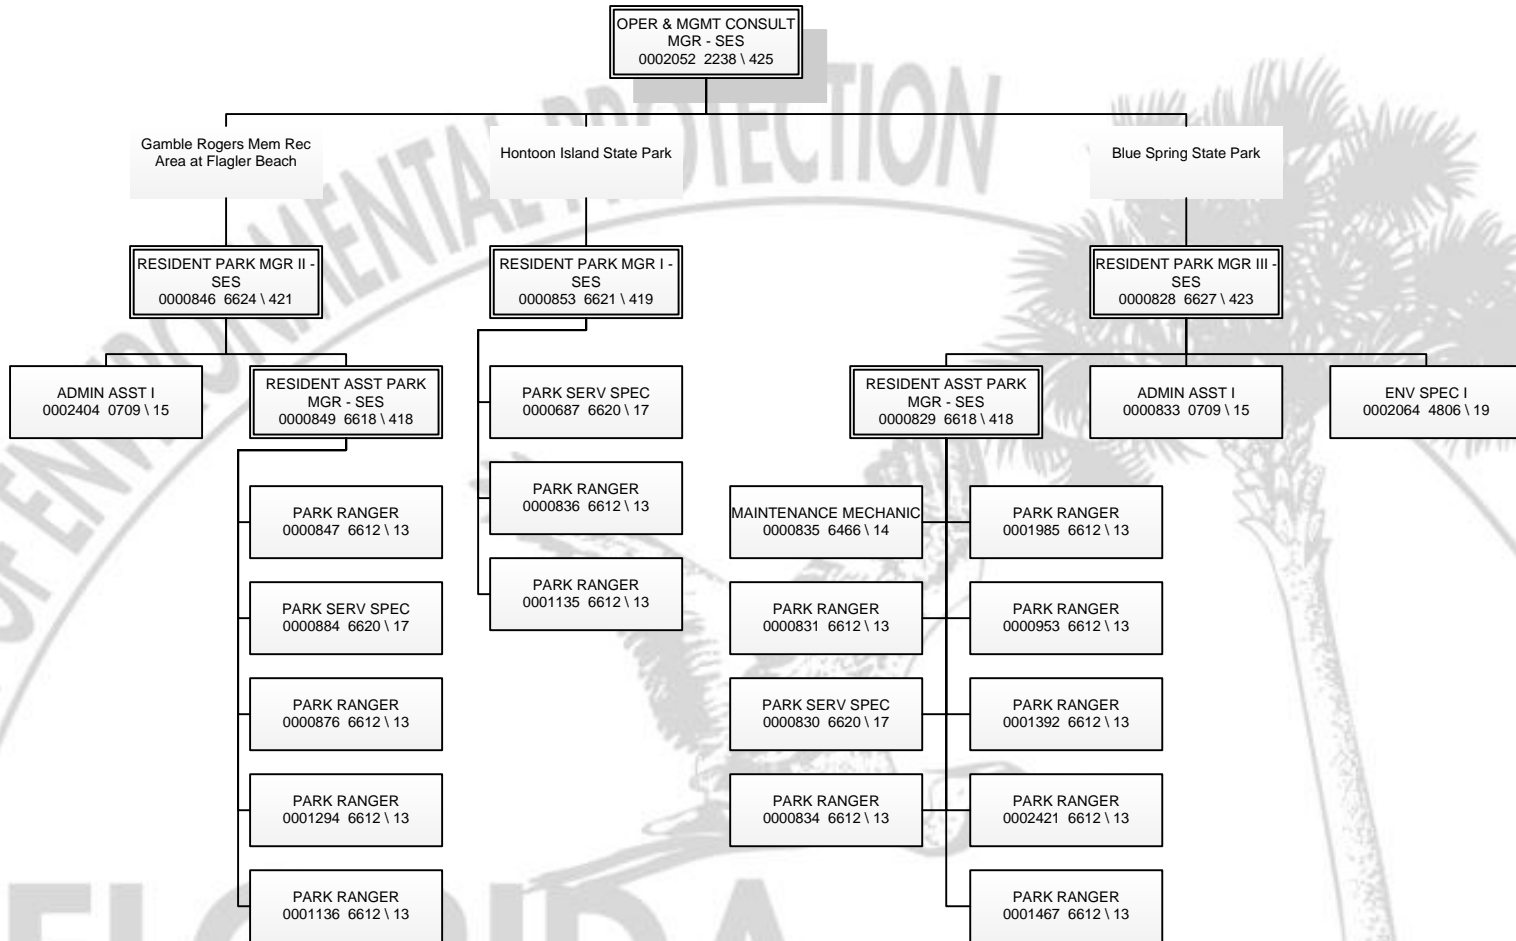 OPER & MGMT CONSULT
MGR - SES
0002052 2238 \ 425
Gamble Rogers Mem Rec
Area at Flagler Beach
Hontoon Island State Park
Blue Spring State Park
RESIDENT PARK MGR II -
SES
0000846 6624 \ 421
RESIDENT PARK MGR I -
SES
0000853 6621 \ 419
RESIDENT PARK MGR III -
SES
0000828 6627 \ 423
ADMIN ASST I
0002404 0709 \ 15
RESIDENT ASST PARK
MGR - SES
0000849 6618 \ 418
PARK SERV SPEC
0000687 6620 \ 17
RESIDENT ASST PARK
MGR - SES
0000829 6618 \ 418
ADMIN ASST I
0000833 0709 \ 15
ENV SPEC I
0002064 4806 \ 19
PARK RANGER
0000836 6612 \ 13
PARK RANGER
0001135 6612 \ 13
PARK RANGER
0000847 6612 \ 13
PARK SERV SPEC
0000884 6620 \ 17
PARK RANGER
0000876 6612 \ 13
PARK RANGER
0001294 6612 \ 13
PARK RANGER
0001136 6612 \ 13
MAINTENANCE MECHANIC
0000835 6466 \ 14
PARK RANGER
0001985 6612 \ 13
PARK RANGER
0000831 6612 \ 13
PARK RANGER
0000953 6612 \ 13
PARK SERV SPEC
0000830 6620 \ 17
PARK RANGER
0001392 6612 \ 13
PARK RANGER
0000834 6612 \ 13
PARK RANGER
0002421 6612 \ 13
PARK RANGER
0001467 6612 \ 13
OF ENVIRONMENTAL PROTECTION
FLORIDA